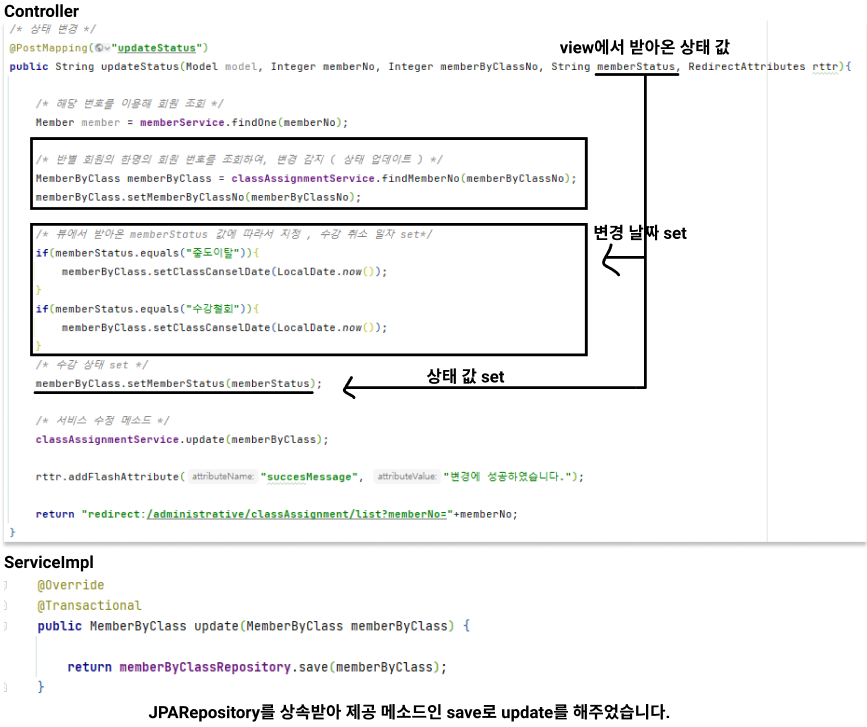 Controller
/* 상태 변경 */
@PostMapping("updateStatus")
view에서 받아온 상태 값
public String updateStatus(Model model, Integer memberNo, Integer memberByClassNo, String memberStatus, RedirectAttributes rttr){
/* 해당 번호를 이용해 회원 조회 */
Member member = memberService.findOne(memberNo);
/* 반별 회원의 한명의 회원 번호를 조회하여, 변경 감지 ( 상태 업데이트 ) */
MemberByClass memberByClass = classAssignmentService.findMemberNo(memberByClassNo);
memberByClass.setMemberByClassNo(memberByClassNo);
/* 뷰에서 받아온 memberStatus 값에 따라서 지정 , 수강 취소 일자 set*/
변경 날짜 set
if(memberStatus.equals("중도이탈")){
memberByClass.setClassCanselDate(LocalDate.now());
}
if(memberStatus.equals("수강철회")){
memberByClass.setClassCanselDate(LocalDate.now());
}
/* 수강 상태 set */
상태 값 set
memberByClass.setMemberStatus(memberStatus);
/* 서비스 수정 메소드 */
classAssignmentService.update(memberByClass);
rttr.addFlashAttribute( attributeName: "succesMessage", attributeValue: "변경에 성공하였습니다.");
return "redirect:/administrative/classAssignment/list?memberNo="+memberNo;
}
ServiceImpl
@Override
@Transactional
public MemberByClass update(MemberByClass memberByClass) {
return memberByClassRepository.save(memberByClass);
}
JPARepository를 상속받아 제공 메소드인 save로 update를 해주었습니다.